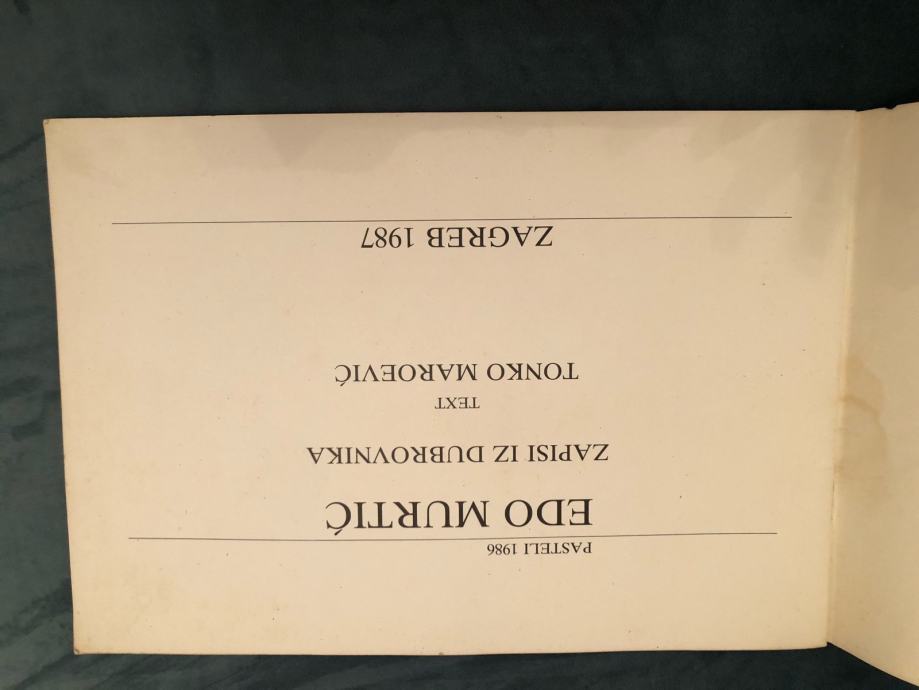 PASTELI 1986
EDO MURTIĆ
ZAPISI IZ DUBROVNIKA
TEXT
TONKO MAROEVIĆ
ZAGREB 1987